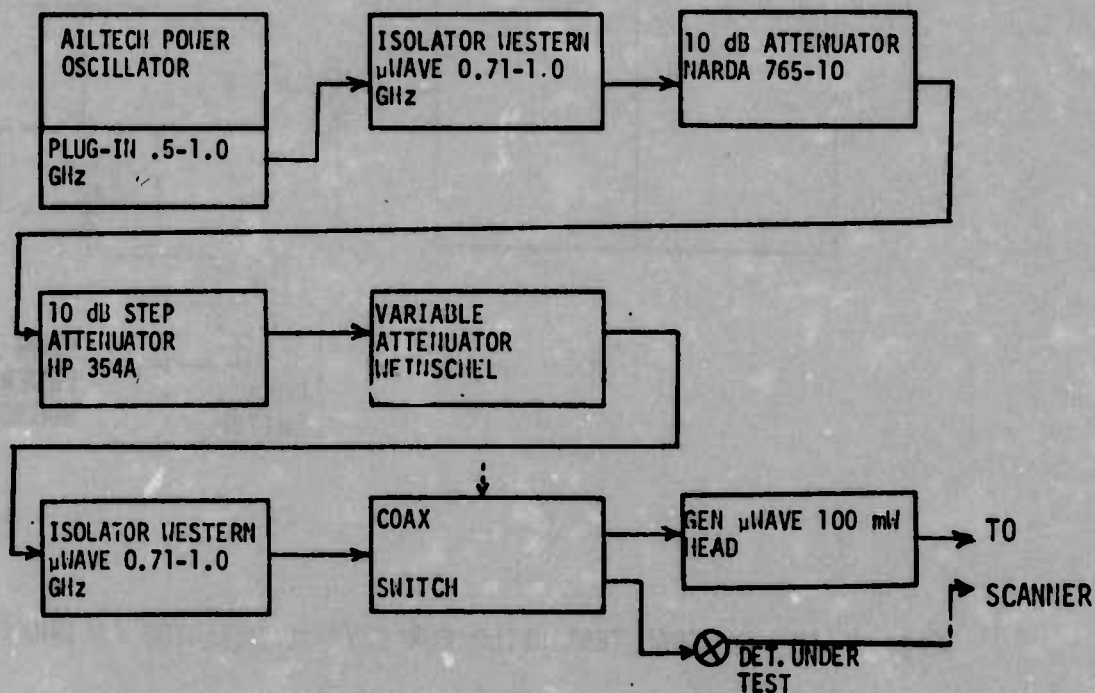 AILTECH POWER
OSCILLATOR
PLUG-IN .5-1.0
GHz
ISOLATOR WESTERN
μWAVE 0.71-1.0
GHz
10 dB ATTENUATOR
NARDA 765-10
10 dB STEP
ATTENUATOR
HP 354A
VARIABLE
ATTENUATOR
WEINSCHEL
ISOLATOR WESTERN
μWAVE 0.71-1.0
GHz
COAX
SWITCH
GEN μWAVE 100 mW
HEAD
TO
SCANNER
DET. UNDER
TEST